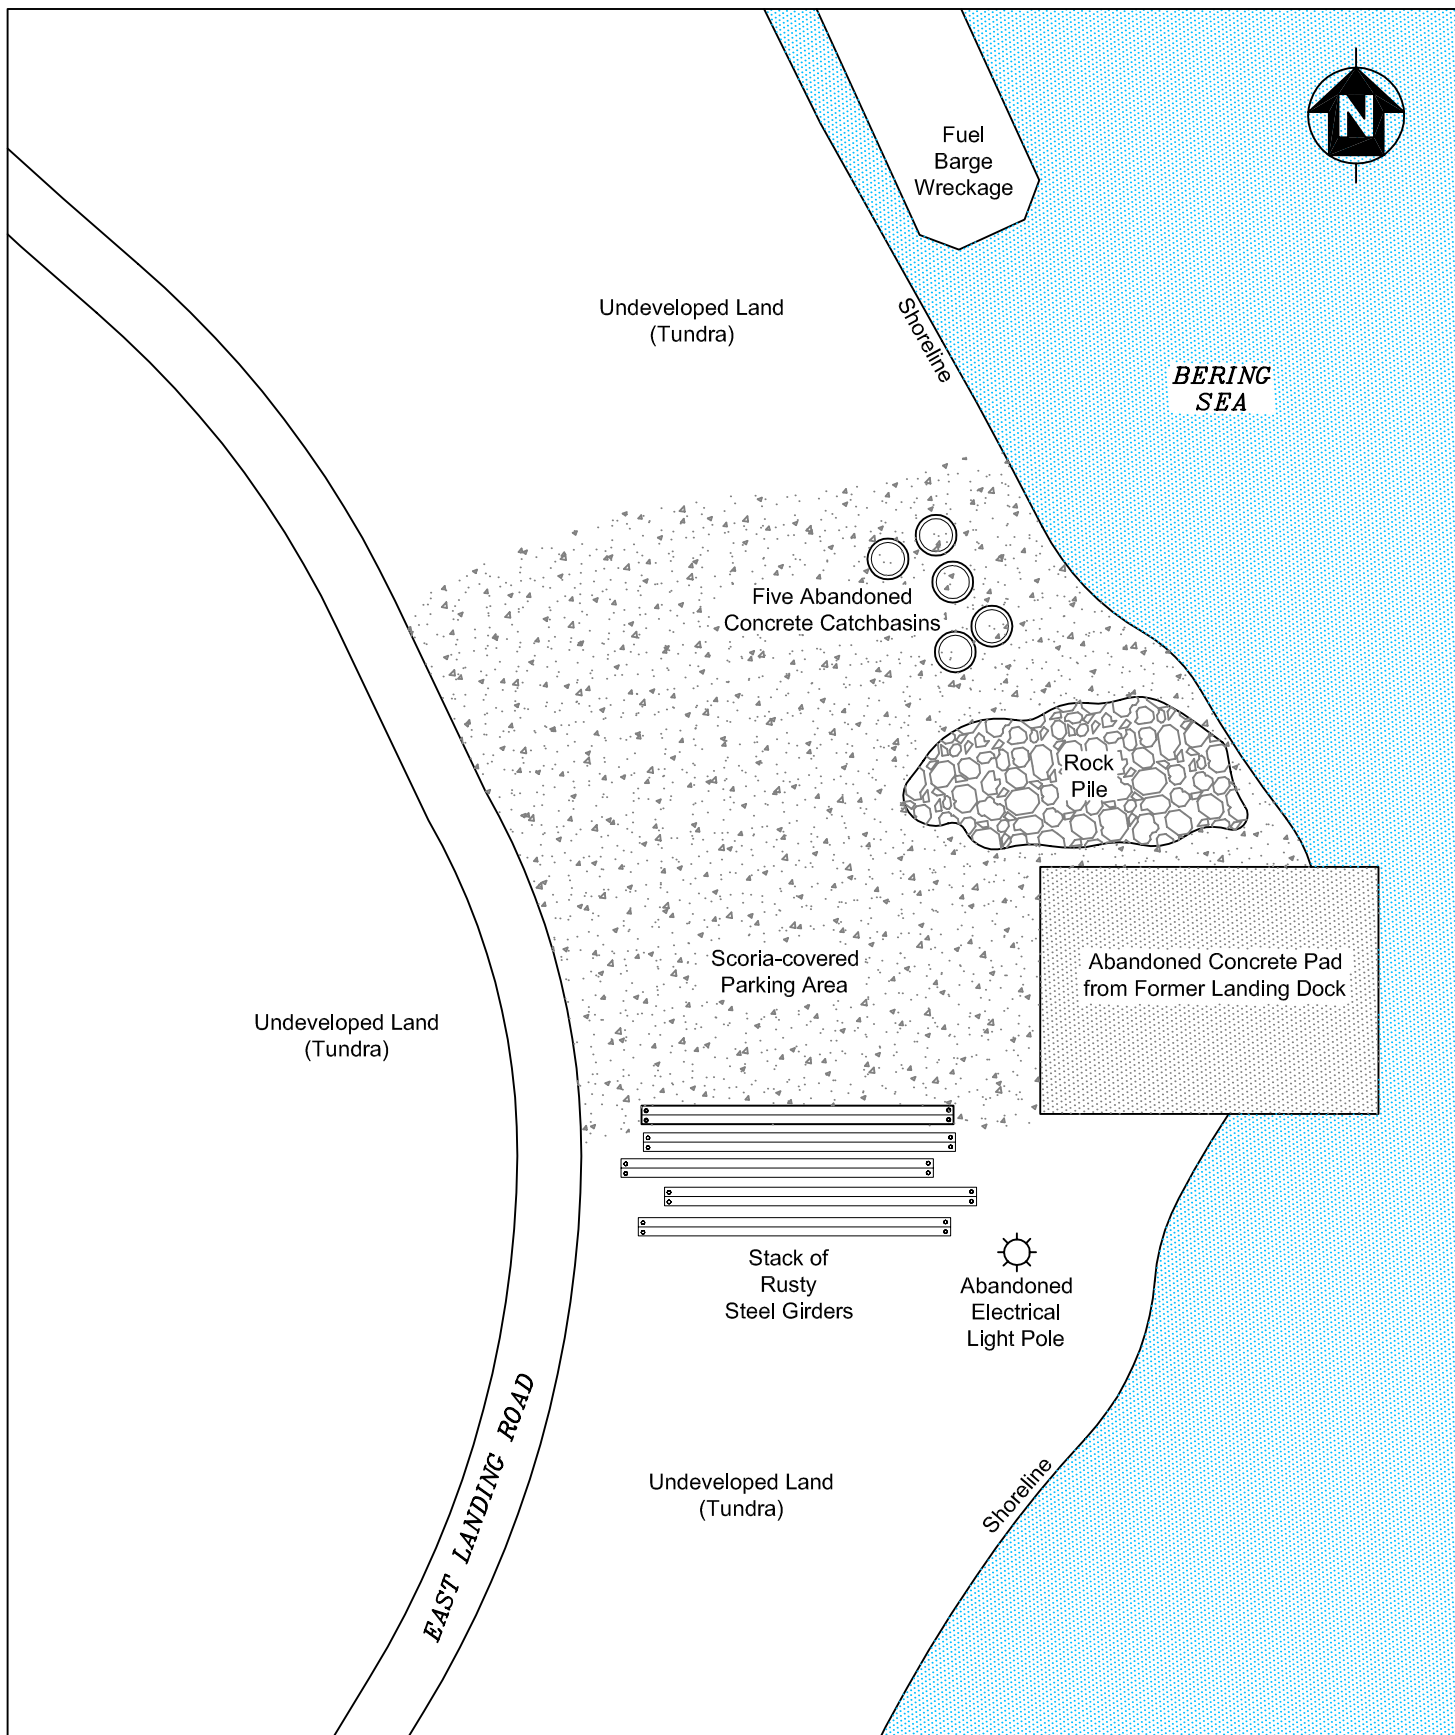 Fuel
Barge
Wreckage
N
Undeveloped Land
(Tundra)
Shoreline
BERING
SEA
Five Abandoned
Concrete Catchbasins
Rock
Pile
Scoria-covered
Parking Area
Abandoned Concrete Pad
from Former Landing Dock
Undeveloped Land
(Tundra)
Stack of
Rusty
Steel Girders
Abandoned
Electrical
Light Pole
EAST LANDING ROAD
Undeveloped Land
(Tundra)
Shoreline